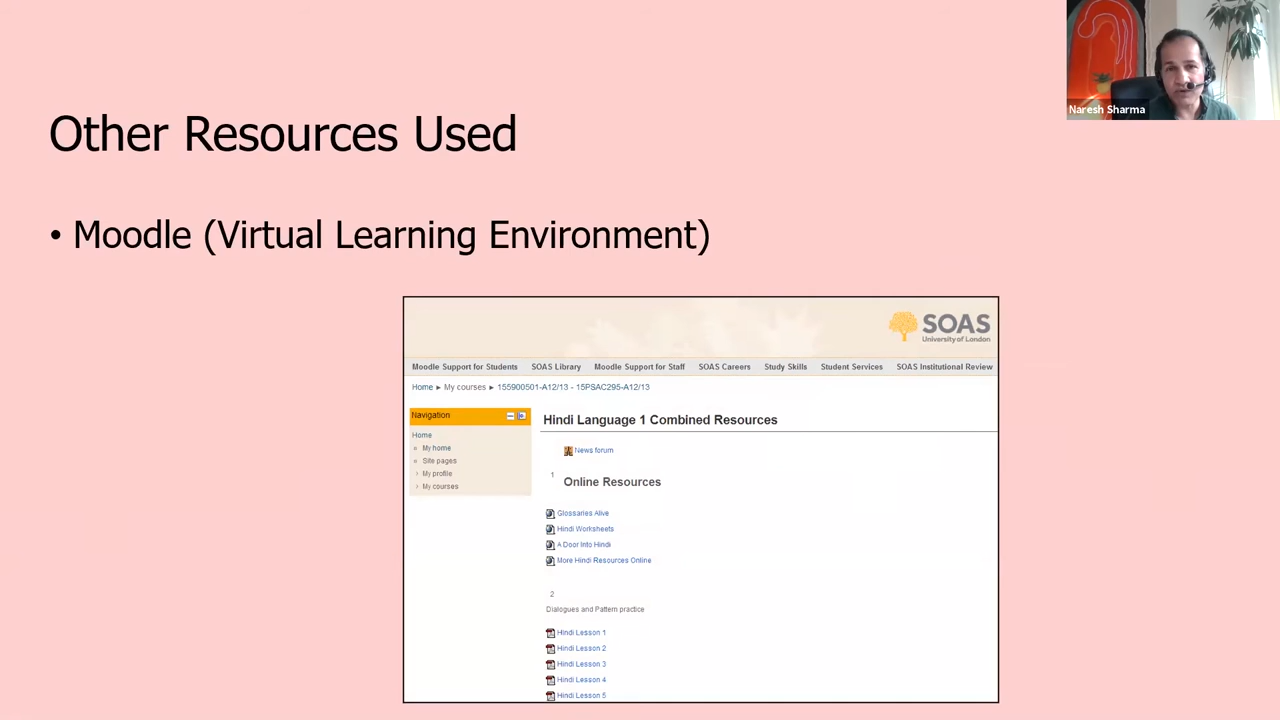 Naresh Sharma
Other Resources Used
• Moodle (Virtual Learning Environment)
SOAS
University of London
Moodle Support for Students SOAS Library Moodle Support for Staff SOAS Careers Study Skills Student Services SOAS Institutional Review
Home ► My courses ► 155900501-A12/13 - 15PSAC295-A12/13
Navigation
Home
My home
Site pages
My profile
My courses
Hindi Language 1 Combined Resources
News forum
1
Online Resources
Glossaries Alive
Hindi Worksheets
A Door Into Hindi
More Hindi Resources Online
2
Dialogues and Pattern practice
Hindi Lesson 1
Hindi Lesson 2
Hindi Lesson 3
Hindi Lesson 4
Hindi Lesson 5